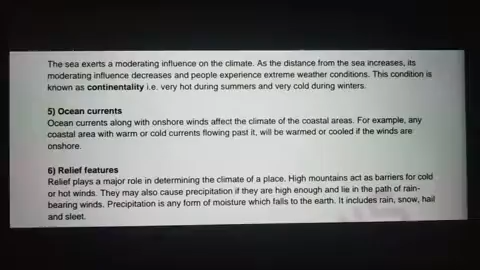 The sea exerts a moderating influence on the climate. As the distance from the sea increases, its
moderating influence decreases and people experience extreme weather conditions. This condition is
known as continentality i.e. very hot during summers and very cold during winters.
5) Ocean currents
Ocean currents along with onshore winds affect the climate of the coastal areas. For example, any
coastal area with warm or cold currents flowing past it, will be warmed or cooled if the winds are
onshore.
6) Relief features
Relief plays a major role in determining the climate of a place. High mountains act as barriers for cold
or hot winds. They may also cause precipitation if they are high enough and lie in the path of rain-
bearing winds. Precipitation is any form of moisture which falls to the earth. It includes rain, snow, hail
and sleet.